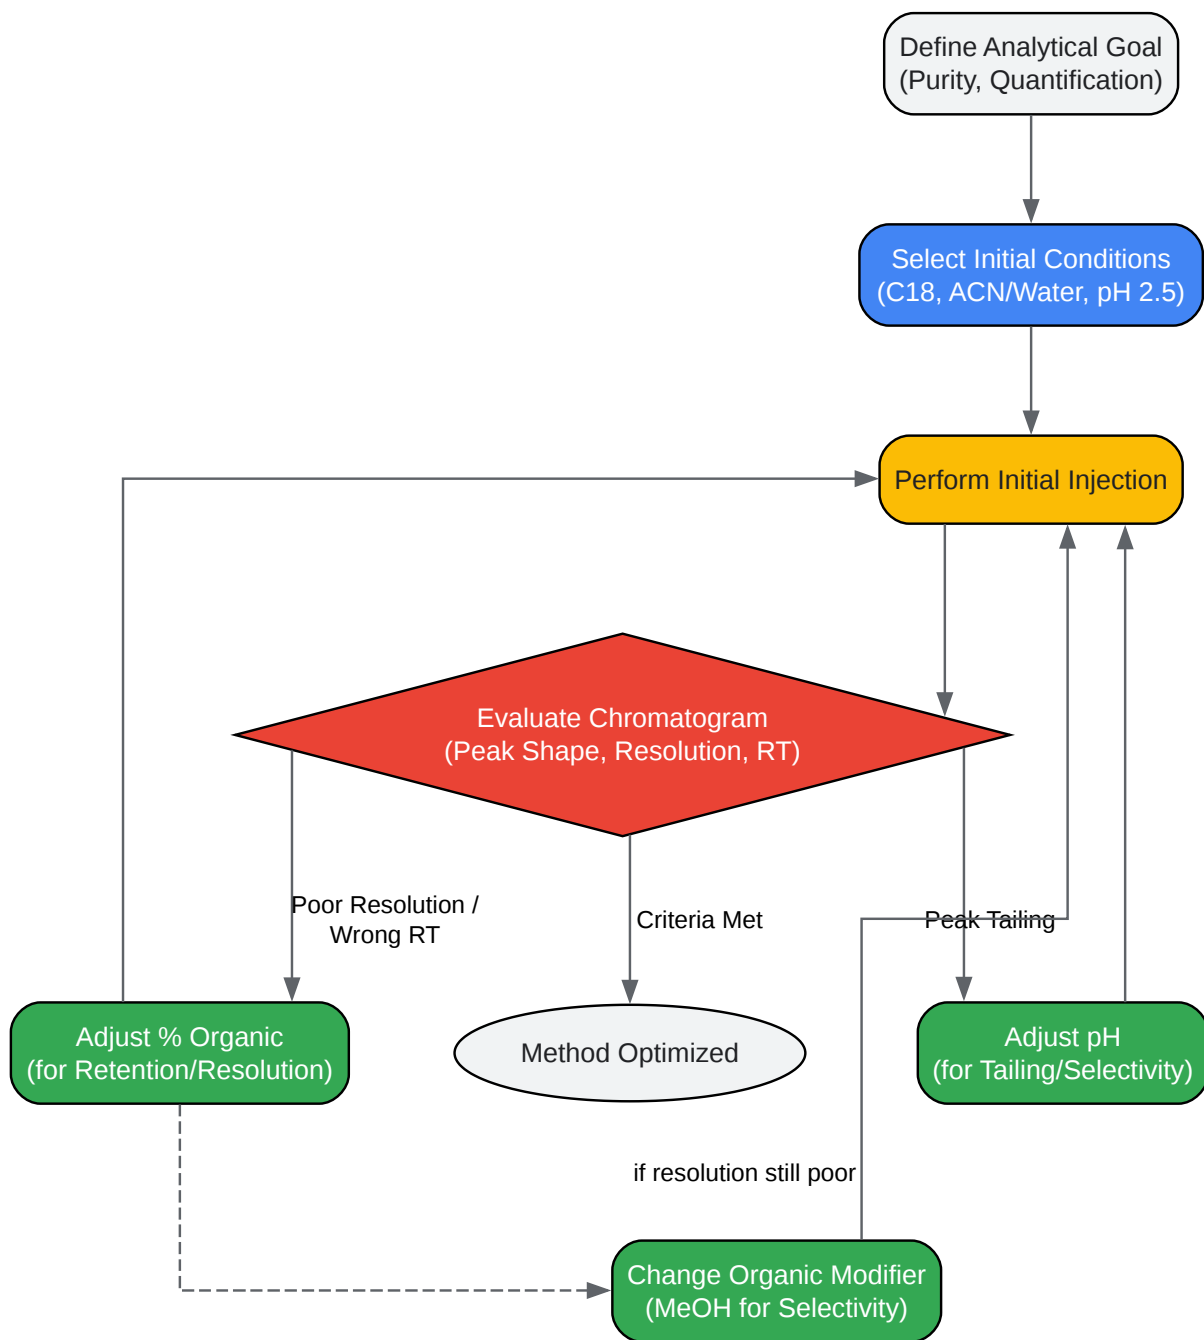 Define Analytical Goal
(Purity, Quantification)
Select Initial Conditions
(C18, ACN/Water, pH 2.5)
Perform Initial Injection
Evaluate Chromatogram
(Peak Shape, Resolution, RT)
Poor Resolution /
Wrong RT
Criteria Met
Peak Tailing
Adjust % Organic
(for Retention/Resolution)
Method Optimized
Adjust pH
(for Tailing/Selectivity)
if resolution still poor
Change Organic Modifier
(MeOH for Selectivity)